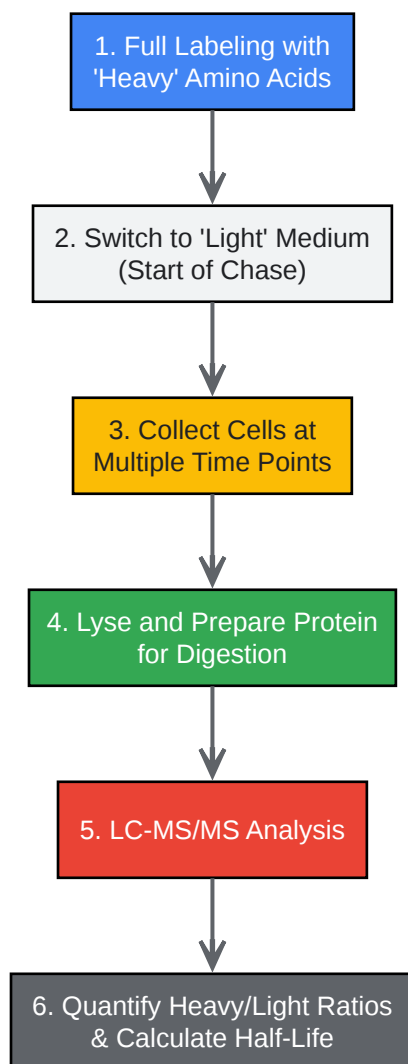 1. Full Labeling with
'Heavy' Amino Acids
2. Switch to 'Light' Medium
(Start of Chase)
3. Collect Cells at
Multiple Time Points
4. Lyse and Prepare Protein
for Digestion
5. LC-MS/MS Analysis
6. Quantify Heavy/Light Ratios
& Calculate Half-Life